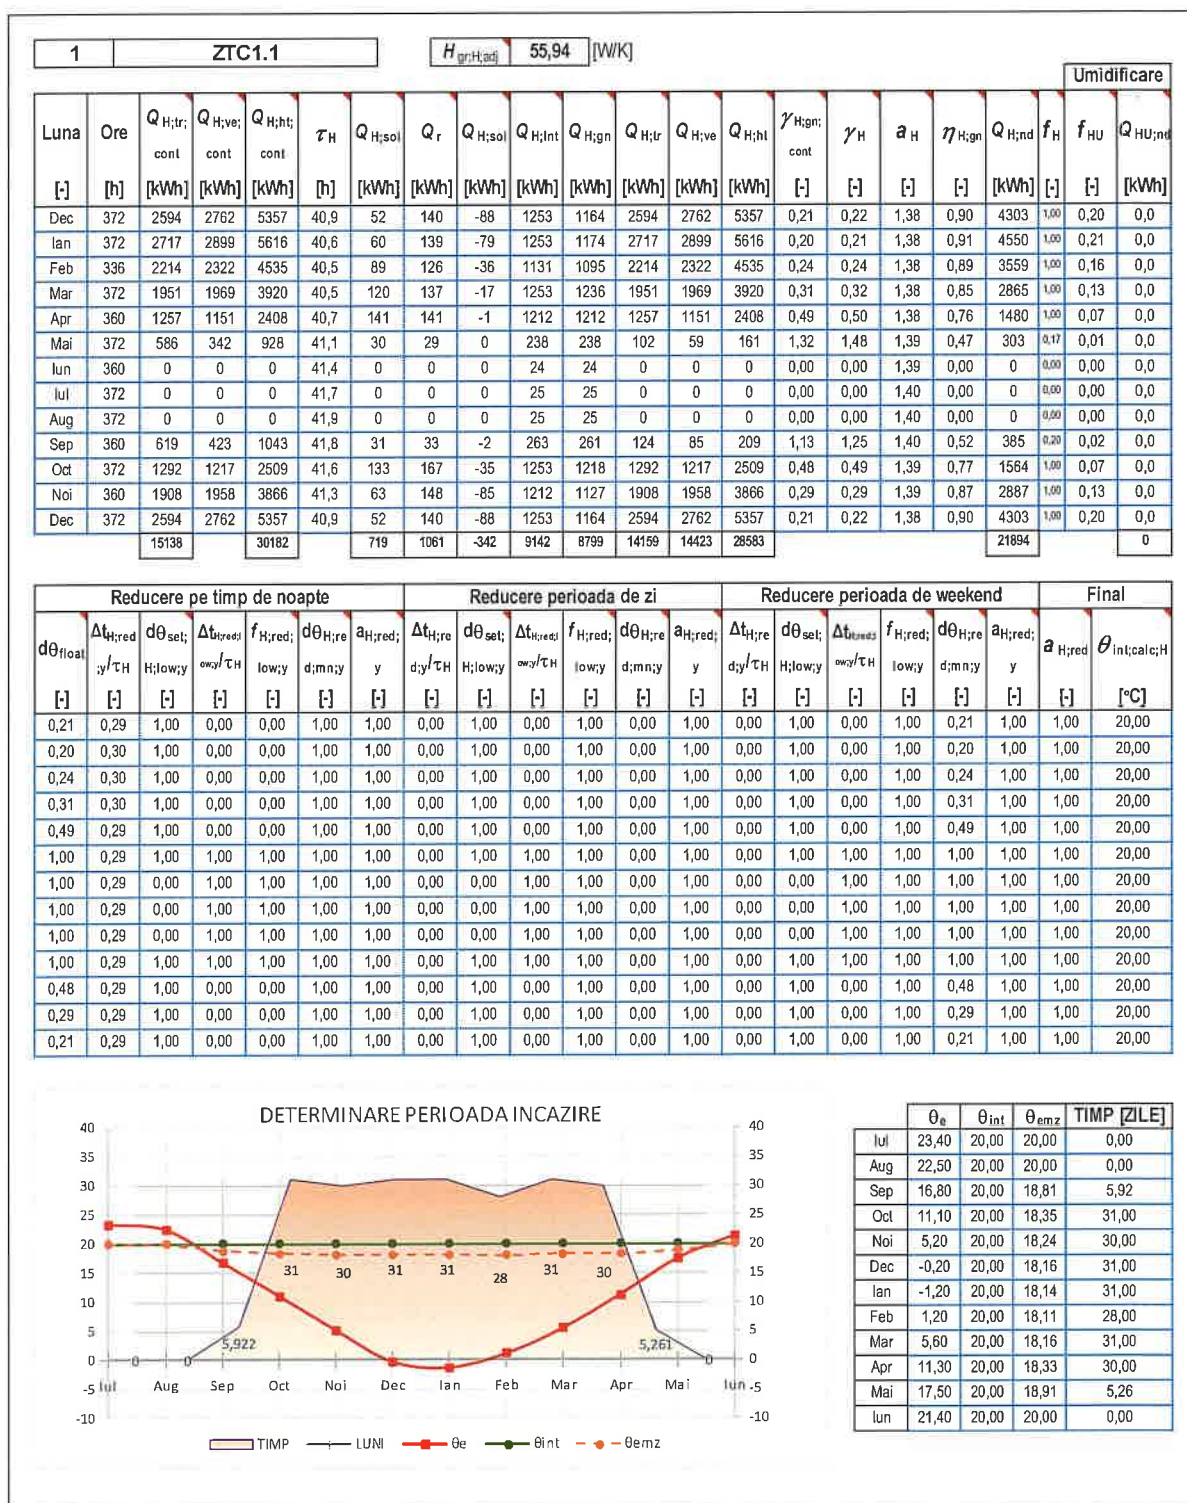 1 ZTC1.1 H gr;H;adj 55,94 [W/K]
Umidificare
Luna Ore Q H;tr; cont Q H;ve; cont Q H;ht; cont τ H Q H;sol Q r Q H;sol Q H;Int Q H;gn Q H;tr Q H;ve Q H;ht γ H;gn; cont γ H a H η H;gn Q H;nd f H f HU Q HU;nd
[-] [h] [kWh] [kWh] [kWh] [h] [kWh] [kWh] [kWh] [kWh] [kWh] [kWh] [kWh] [kWh] [-] [-] [-] [-] [kWh] [-] [-] [kWh]
Dec 372 2594 2762 5357 40,9 52 140 -88 1253 1164 2594 2762 5357 0,21 0,22 1,38 0,90 4303 1,00 0,20 0,0
Ian 372 2717 2899 5616 40,6 60 139 -79 1253 1174 2717 2899 5616 0,20 0,21 1,38 0,91 4550 1,00 0,21 0,0
Feb 336 2214 2322 4535 40,5 89 126 -36 1131 1095 2214 2322 4535 0,24 0,24 1,38 0,89 3559 1,00 0,16 0,0
Mar 372 1951 1969 3920 40,5 120 137 -17 1253 1236 1951 1969 3920 0,31 0,32 1,38 0,85 2865 1,00 0,13 0,0
Apr 360 1257 1151 2408 40,7 141 141 -1 1212 1212 1257 1151 2408 0,49 0,50 1,38 0,76 1480 1,00 0,07 0,0
Mai 372 586 342 928 41,1 30 29 0 238 238 102 59 161 1,32 1,48 1,39 0,47 303 0,17 0,01 0,0
Iun 360 0 0 0 41,4 0 0 0 24 24 0 0 0 0,00 0,00 1,39 0,00 0 0,00 0,00 0,0
Iul 372 0 0 0 41,7 0 0 0 25 25 0 0 0 0,00 0,00 1,40 0,00 0 0,00 0,00 0,0
Aug 372 0 0 0 41,9 0 0 0 25 25 0 0 0 0,00 0,00 1,40 0,00 0 0,00 0,00 0,0
Sep 360 619 423 1043 41,8 31 33 -2 263 261 124 85 209 1,13 1,25 1,40 0,52 385 0,20 0,02 0,0
Oct 372 1292 1217 2509 41,6 133 167 -35 1253 1218 1292 1217 2509 0,48 0,49 1,39 0,77 1564 1,00 0,07 0,0
Noi 360 1908 1958 3866 41,3 63 148 -85 1212 1127 1908 1958 3866 0,29 0,29 1,39 0,87 2887 1,00 0,13 0,0
Dec 372 2594 2762 5357 40,9 52 140 -88 1253 1164 2594 2762 5357 0,21 0,22 1,38 0,90 4303 1,00 0,20 0,0
15138 30182 719 1061 -342 9142 8799 14159 14423 28583 21894 0
Reducere pe timp de noapte Reducere perioada de zi Reducere perioada de weekend Final
dθfloat ΔtH;red ;y/τH dθset; H;low;y ΔtH;red;l ow;y/τH fH;red; low;y dθH;re d;mn;y aH;red; y ΔtH;re d;y/τH dθset; H;low;y ΔtH;red;l ow;y/τH fH;red; low;y dθH;re d;mn;y aH;red; y ΔtH;re d;y/τH dθset; H;low;y ΔtH;red;l ow;y/τH fH;red; low;y dθH;re d;mn;y aH;red; y a H;red θ int;calc;H
[-] [-] [-] [-] [-] [-] [-] [-] [-] [-] [-] [-] [-] [-] [-] [-] [-] [-] [-] [-] [°C]
0,21 0,29 1,00 0,00 0,00 1,00 1,00 0,00 1,00 0,00 1,00 1,00 1,00 0,00 1,00 0,00 1,00 0,21 1,00 1,00 20,00
0,20 0,30 1,00 0,00 0,00 1,00 1,00 0,00 1,00 0,00 1,00 1,00 1,00 0,00 1,00 0,00 1,00 0,20 1,00 1,00 20,00
0,24 0,30 1,00 0,00 0,00 1,00 1,00 0,00 1,00 0,00 1,00 1,00 1,00 0,00 1,00 0,00 1,00 0,24 1,00 1,00 20,00
0,31 0,30 1,00 0,00 0,00 1,00 1,00 0,00 1,00 0,00 1,00 1,00 1,00 0,00 1,00 0,00 1,00 0,31 1,00 1,00 20,00
0,49 0,29 1,00 0,00 0,00 1,00 1,00 0,00 1,00 0,00 1,00 1,00 1,00 0,00 1,00 0,00 1,00 0,49 1,00 1,00 20,00
1,00 0,29 1,00 1,00 1,00 1,00 1,00 0,00 1,00 1,00 1,00 1,00 1,00 0,00 1,00 1,00 1,00 1,00 1,00 1,00 20,00
1,00 0,29 0,00 1,00 1,00 1,00 1,00 0,00 0,00 1,00 1,00 1,00 1,00 0,00 0,00 1,00 1,00 1,00 1,00 1,00 20,00
1,00 0,29 0,00 1,00 1,00 1,00 1,00 0,00 0,00 1,00 1,00 1,00 1,00 0,00 0,00 1,00 1,00 1,00 1,00 1,00 20,00
1,00 0,29 0,00 1,00 1,00 1,00 1,00 0,00 0,00 1,00 1,00 1,00 1,00 0,00 0,00 1,00 1,00 1,00 1,00 1,00 20,00
1,00 0,29 1,00 1,00 1,00 1,00 1,00 0,00 1,00 1,00 1,00 1,00 1,00 0,00 1,00 1,00 1,00 1,00 1,00 1,00 20,00
0,48 0,29 1,00 0,00 0,00 1,00 1,00 0,00 1,00 0,00 1,00 1,00 1,00 0,00 1,00 0,00 1,00 0,48 1,00 1,00 20,00
0,29 0,29 1,00 0,00 0,00 1,00 1,00 0,00 1,00 0,00 1,00 1,00 1,00 0,00 1,00 0,00 1,00 0,29 1,00 1,00 20,00
0,21 0,29 1,00 0,00 0,00 1,00 1,00 0,00 1,00 0,00 1,00 1,00 1,00 0,00 1,00 0,00 1,00 0,21 1,00 1,00 20,00
DETERMINARE PERIOADA INCAZIRE
40 40
35 35
30 30
25 25
20 20
31 30 31 31 28 31 30
15 15
10 10
5 5,922 5,261 5
0 0 0 0 0
-5 Iul Aug Sep Oct Noi Dec Ian Feb Mar Apr Mai Iun -5
-10 -10
TIMP LUNI θe θint θemz
θe θint θemz TIMP [ZILE]
Iul 23,40 20,00 20,00 0,00
Aug 22,50 20,00 20,00 0,00
Sep 16,80 20,00 18,81 5,92
Oct 11,10 20,00 18,35 31,00
Noi 5,20 20,00 18,24 30,00
Dec -0,20 20,00 18,16 31,00
Ian -1,20 20,00 18,14 31,00
Feb 1,20 20,00 18,11 28,00
Mar 5,60 20,00 18,16 31,00
Apr 11,30 20,00 18,33 30,00
Mai 17,50 20,00 18,91 5,26
Iun 21,40 20,00 20,00 0,00